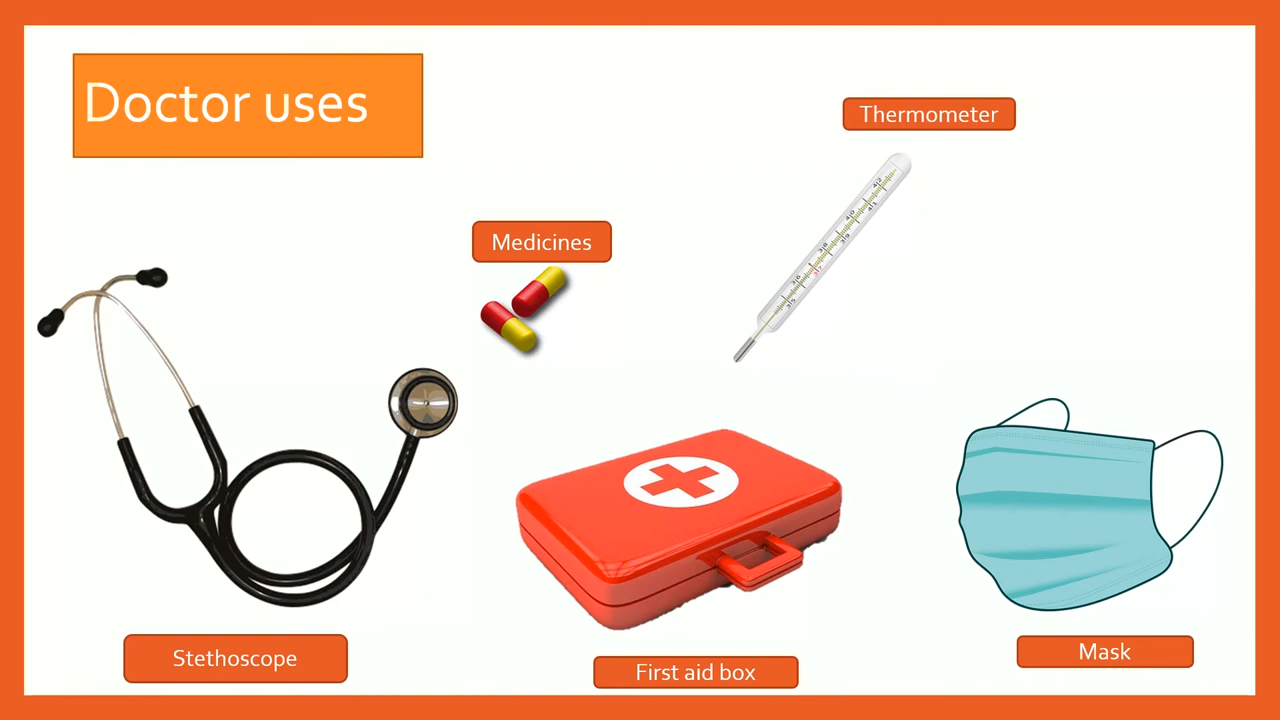 Doctor uses
Thermometer
Medicines
Stethoscope
First aid box
Mask